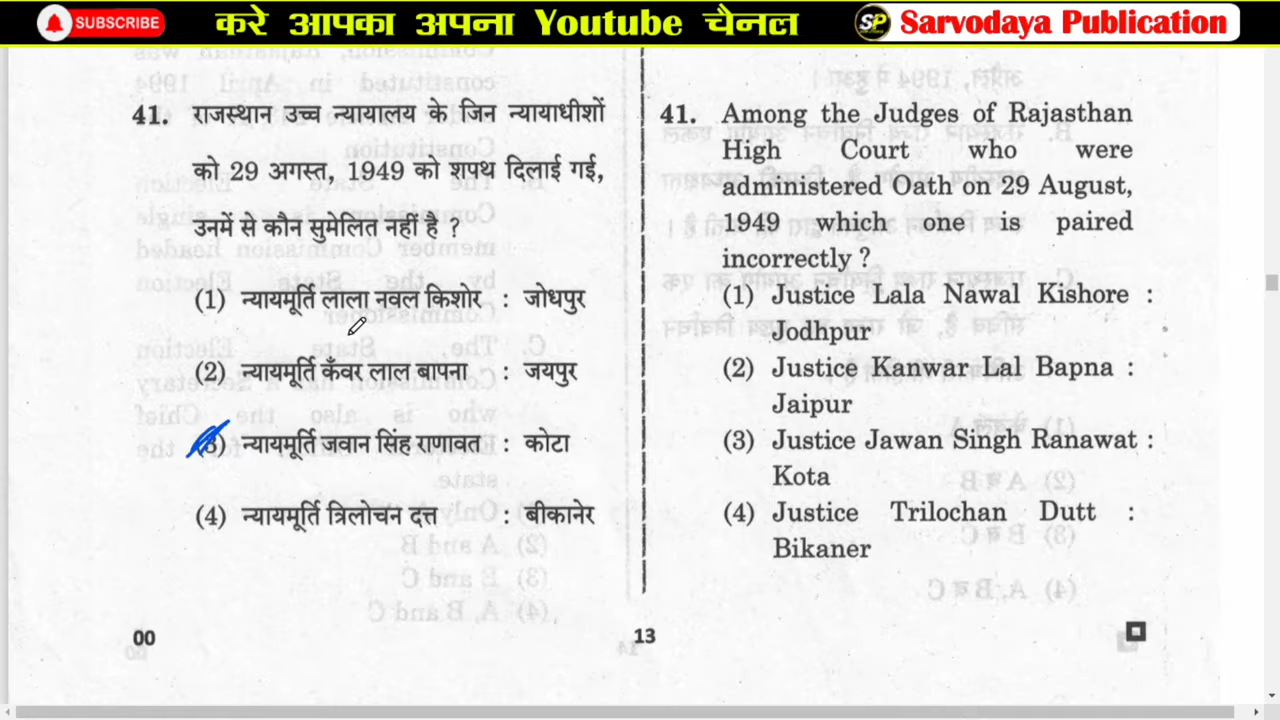 SUBSCRIBE
करे आपका अपना Youtube चैनल
SP Sarvodaya Publication
41. राजस्थान उच्च न्यायालय के जिन न्यायाधीशों
को 29 अगस्त, 1949 को शपथ दिलाई गई,
उनमें से कौन सुमेलित नहीं है ?
(1) न्यायमूर्ति लाला नवल किशोर : जोधपुर
(2) न्यायमूर्ति कँवर लाल बापना : जयपुर
(3) न्यायमूर्ति जवान सिंह राणावत : कोटा
(4) न्यायमूर्ति त्रिलोचन दत्त : बीकानेर
41. Among the Judges of Rajasthan
High Court who were
administered Oath on 29 August,
1949 which one is paired
incorrectly ?
(1) Justice Lala Nawal Kishore :
Jodhpur
(2) Justice Kanwar Lal Bapna :
Jaipur
(3) Justice Jawan Singh Ranawat :
Kota
(4) Justice Trilochan Dutt :
Bikaner
00
13